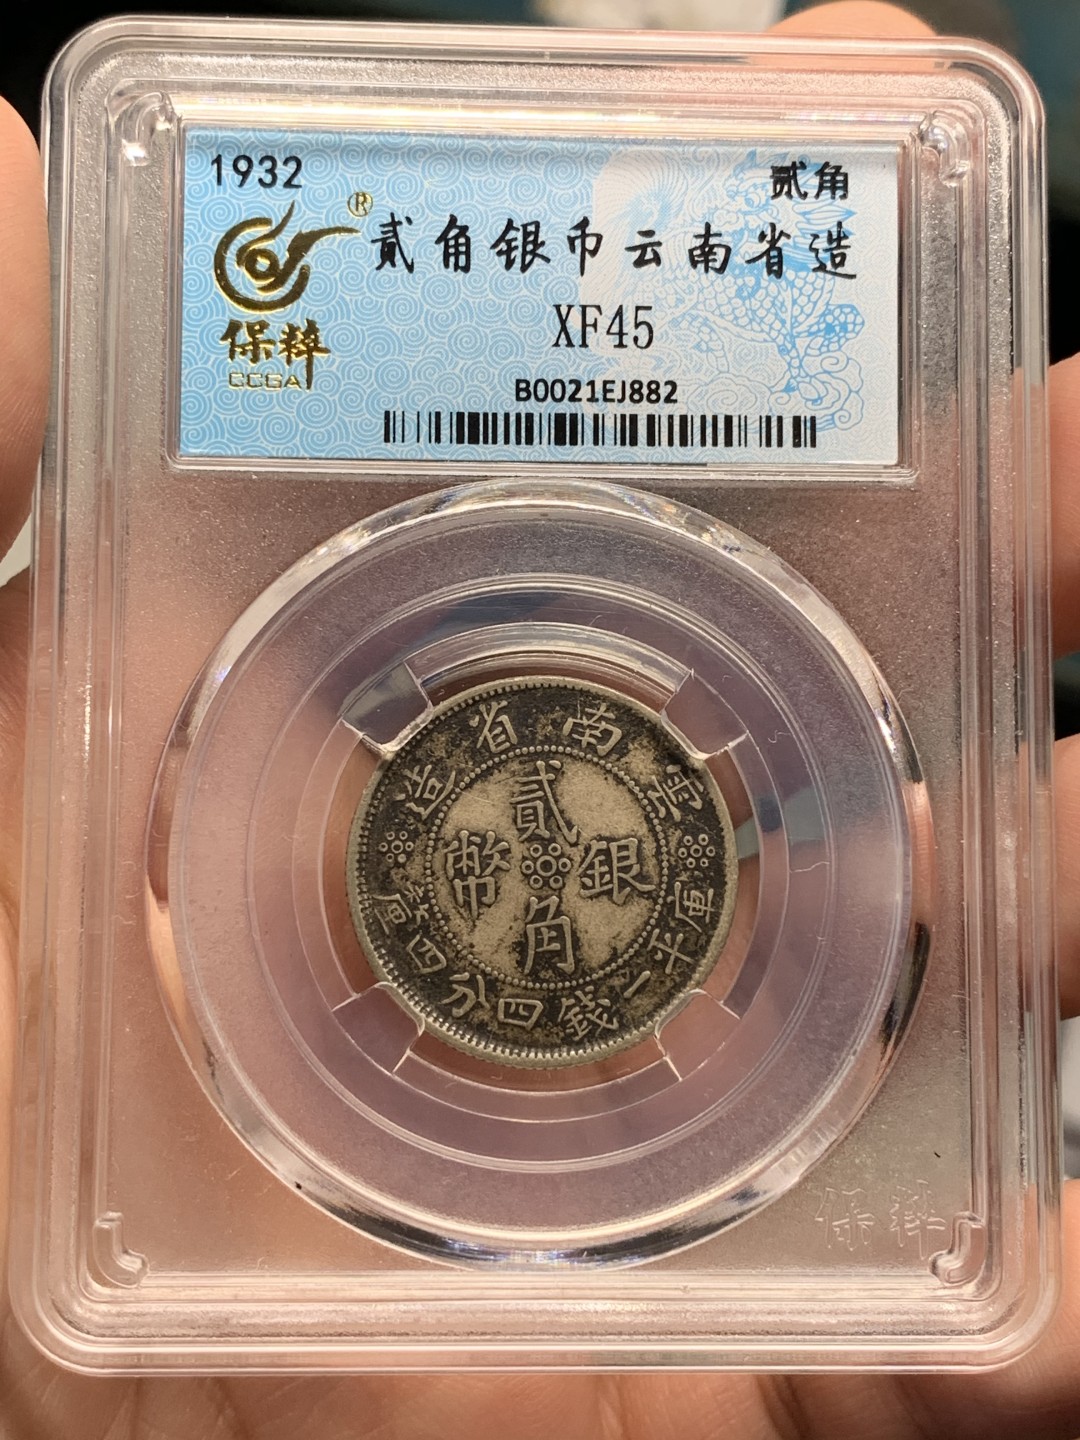 1932
贰角
®
貳角银币云南省造
保粹
CCGA
XF45
B0021EJ882
雲南省造
貳角銀幣
庫平一錢四分四釐
保粹